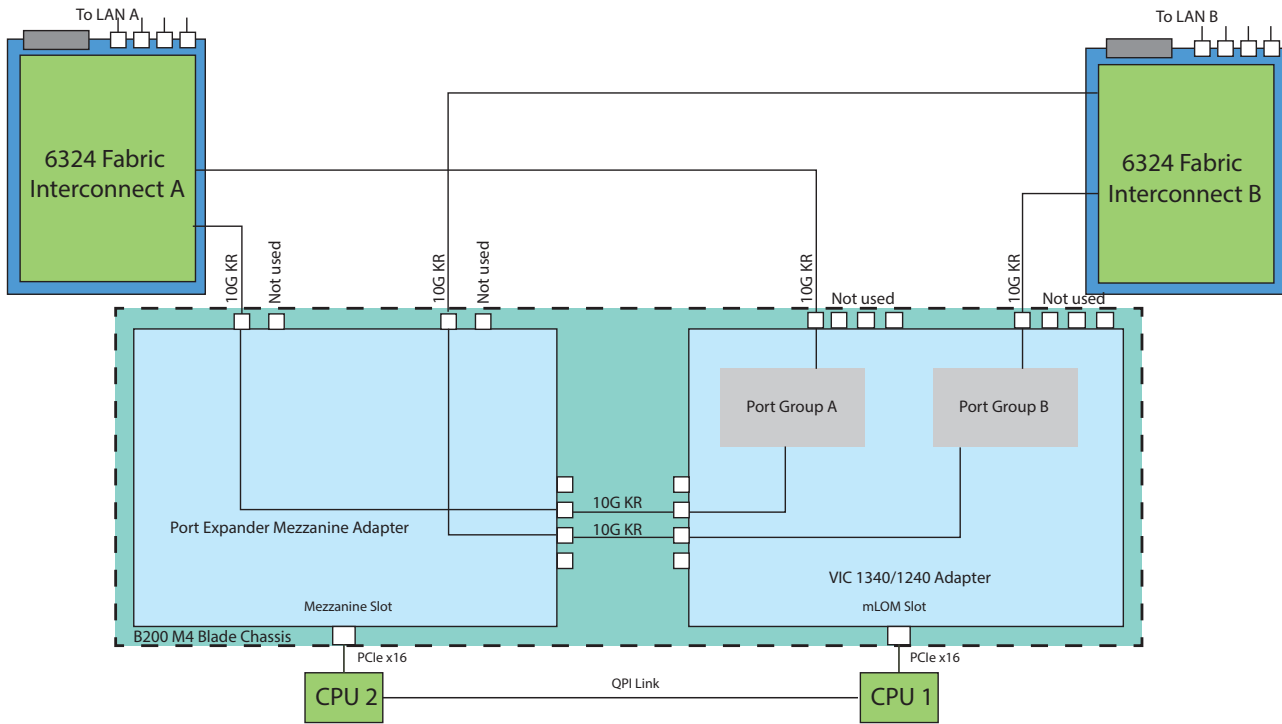 To LAN A
To LAN B
6324 Fabric
Interconnect A
6324 Fabric
Interconnect B
10G KR
Not used
10G KR
Not used
10G KR
Not used
10G KR
Not used
Port Group A
Port Group B
10G KR
10G KR
Port Expander Mezzanine Adapter
VIC 1340/1240 Adapter
Mezzanine Slot
mLOM Slot
B200 M4 Blade Chassis
PCIe x16
PCIe x16
CPU 2
QPI Link
CPU 1